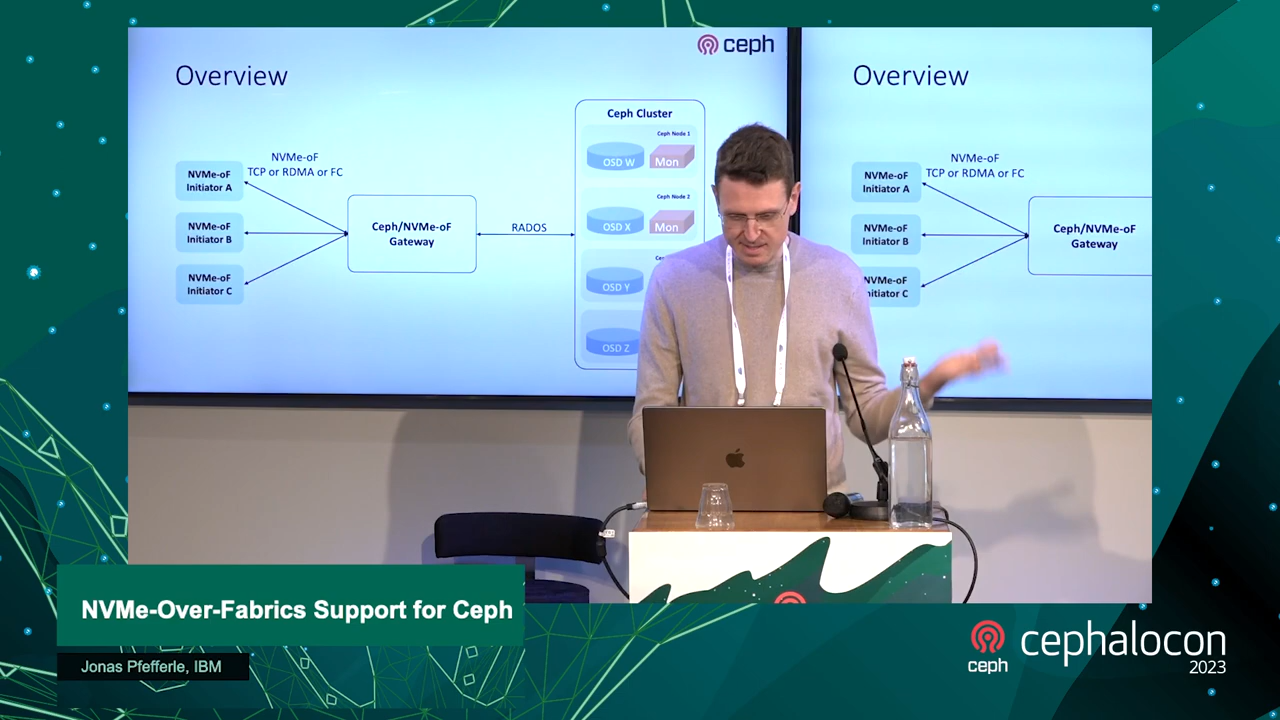 ceph
Overview
NVMe-oF
TCP or RDMA or FC
NVMe-oF
Initiator A
NVMe-oF
Initiator B
NVMe-oF
Initiator C
Ceph/NVMe-oF
Gateway
RADOS
Ceph Cluster
Ceph Node 1
OSD W
Mon
Ceph Node 2
OSD X
Mon
OSD Y
OSD Z
Overview
NVMe-oF
TCP or RDMA or FC
NVMe-oF
Initiator A
NVMe-oF
Initiator B
NVMe-oF
nitiator C
Ceph/NVMe-oF
Gateway
NVMe-Over-Fabrics Support for Ceph
Jonas Pfefferle, IBM
ceph
cephalocon
2023